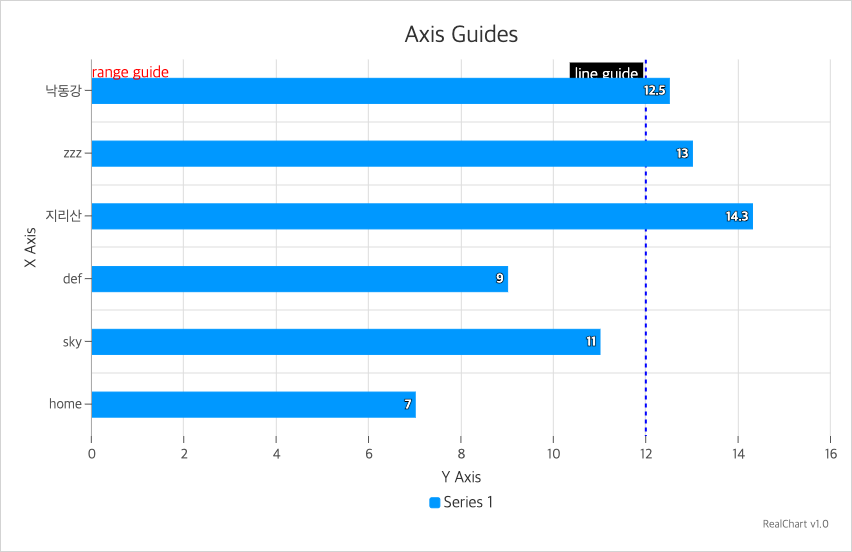 Axis Guides
range guide
line guide
낙동강
12.5
zzz
13
지리산
14.3
X Axis
def
9
sky
11
home
7
0 2 4 6 8 10 12 14 16
Y Axis
Series 1
RealChart v1.0